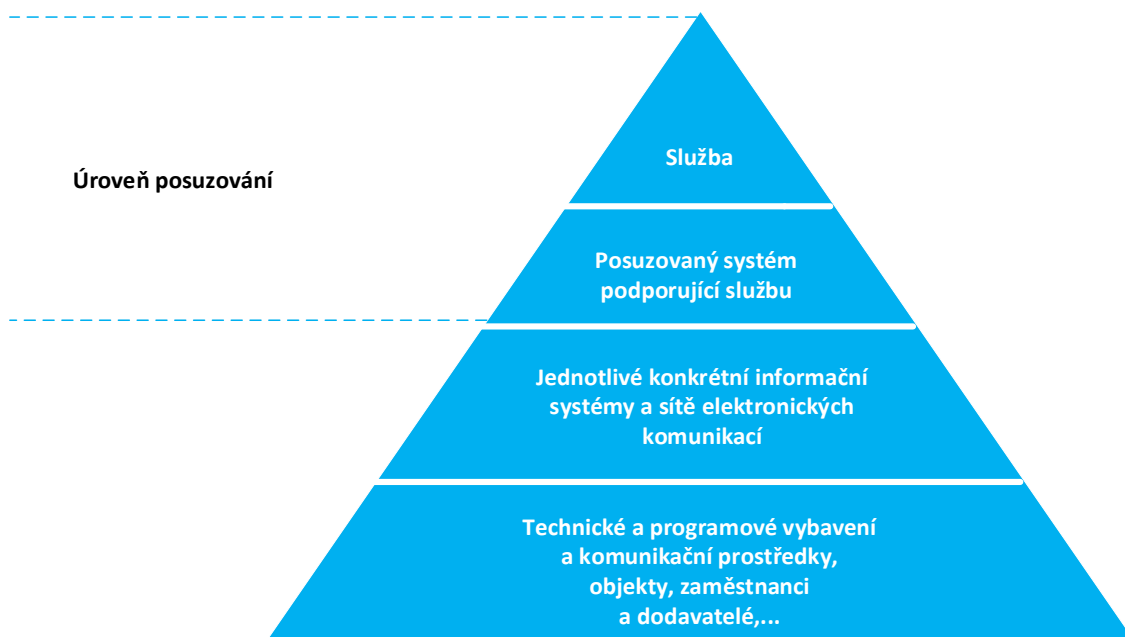 Služba
Úroveň posuzování
Posuzovaný systém
podporující službu
Jednotlivé konkrétní informační
systémy a sítě elektronických
komunikací
Technické a programové vybavení
a komunikační prostředky,
objekty, zaměstnanci
a dodavatelé,...